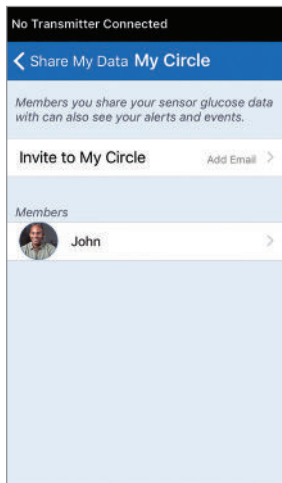 No Transmitter Connected
Share My Data My Circle
Members you share your sensor glucose data
with can also see your alerts and events.
Invite to My Circle Add Email
Members
John